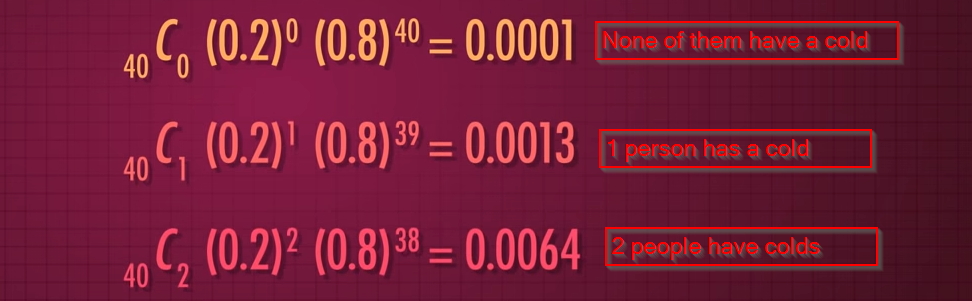 ₄₀C₀ (0.2)⁰ (0.8)⁴⁰ = 0.0001 None of them have a cold
₄₀C₁ (0.2)¹ (0.8)³⁹ = 0.0013 1 person has a cold
₄₀C₂ (0.2)² (0.8)³⁸ = 0.0064 2 people have colds